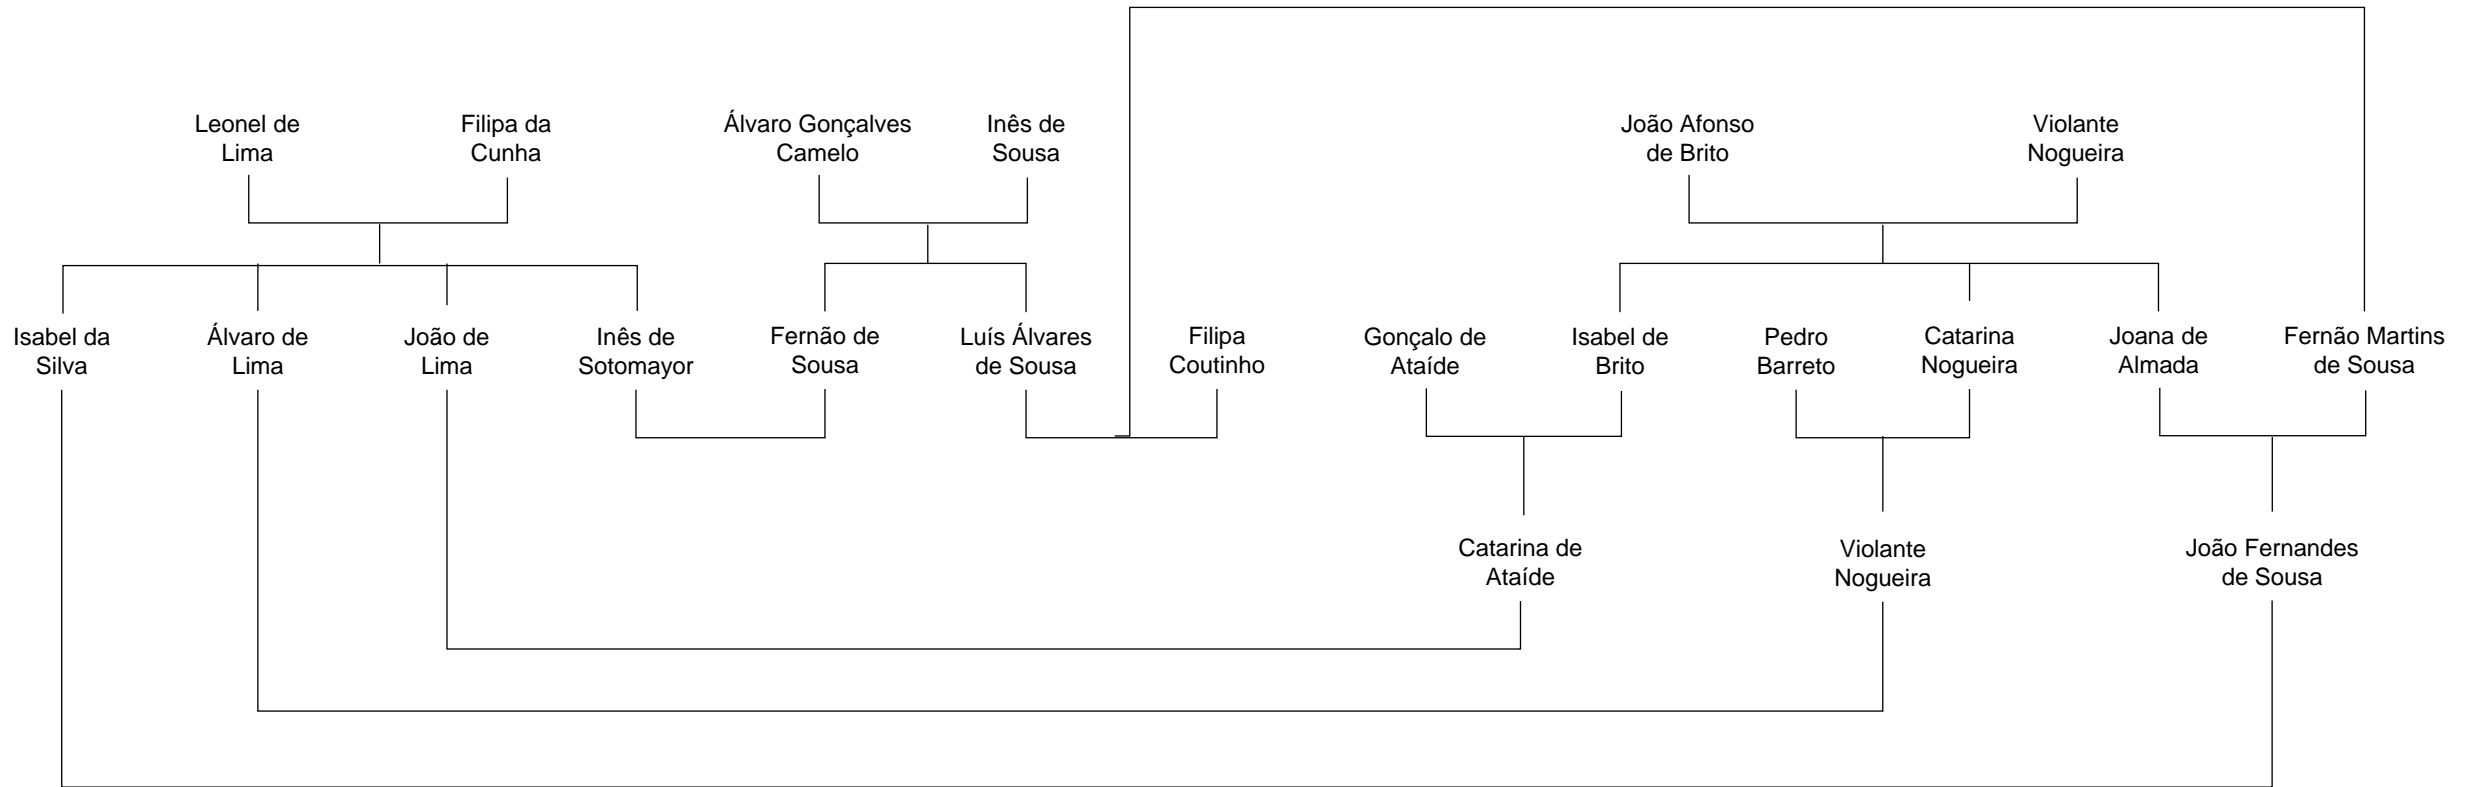 Leonel de
Lima
Filipa da
Cunha
Álvaro Gonçalves
Camelo
Inês de
Sousa
João Afonso
de Brito
Violante
Nogueira
Isabel da
Silva
Álvaro de
Lima
João de
Lima
Inês de
Sotomayor
Fernão de
Sousa
Luís Álvares
de Sousa
Filipa
Coutinho
Gonçalo de
Ataíde
Isabel de
Brito
Pedro
Barreto
Catarina
Nogueira
Joana de
Almada
Fernão Martins
de Sousa
Catarina de
Ataíde
Violante
Nogueira
João Fernandes
de Sousa